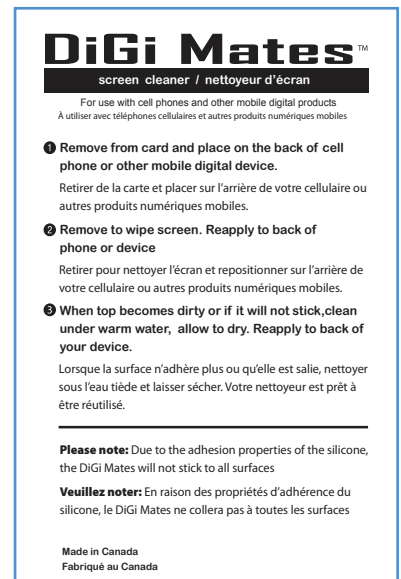 DiGi Mates™
screen cleaner / nettoyeur d'écran
For use with cell phones and other mobile digital products
À utiliser avec téléphones cellulaires et autres produits numériques mobiles
❶ Remove from card and place on the back of cell
phone or other mobile digital device.
Retirer de la carte et placer sur l'arrière de votre cellulaire ou
autres produits numériques mobiles.
❷ Remove to wipe screen. Reapply to back of
phone or device
Retirer pour nettoyer l'écran et repositionner sur l'arrière de
votre cellulaire ou autres produits numériques mobiles.
❸ When top becomes dirty or if it will not stick,clean
under warm water, allow to dry. Reapply to back of
your device.
Lorsque la surface n'adhère plus ou qu'elle est salie, nettoyer
sous l'eau tiède et laisser sécher. Votre nettoyeur est prêt à
être réutilisé.
Please note: Due to the adhesion properties of the silicone,
the DiGi Mates will not stick to all surfaces
Veuillez noter: En raison des propriétés d'adhérence du
silicone, le DiGi Mates ne collera pas à toutes les surfaces
Made in Canada
Fabriqué au Canada